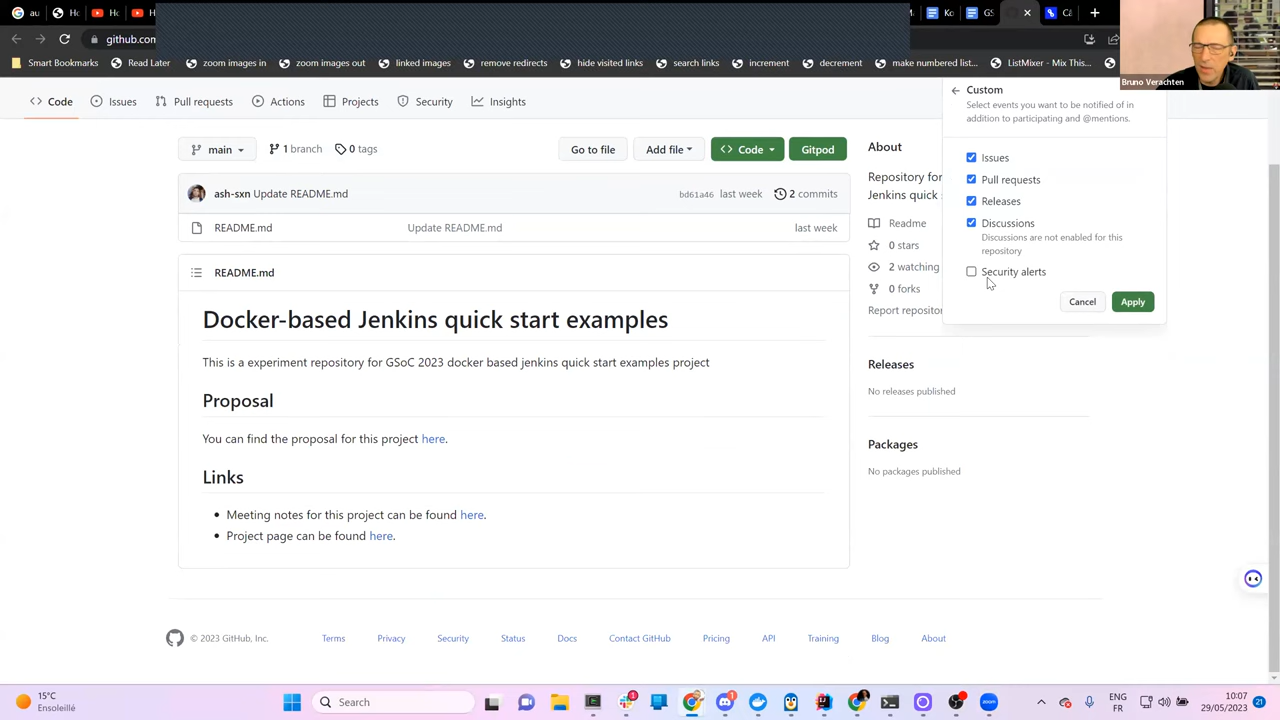 au
Ko
GS
Câ
github.com
Smart Bookmarks
Read Later
zoom images in
zoom images out
linked images
remove redirects
hide visited links
search links
increment
decrement
make numbered list...
ListMixer - Mix This...
Bruno Verachten
Code
Issues
Pull requests
Actions
Projects
Security
Insights
Custom
Select events you want to be notified of in
addition to participating and @mentions.
Issues
Pull requests
Releases
Discussions
Discussions are not enabled for this
repository
Security alerts
Cancel
Apply
main
1 branch
0 tags
Go to file
Add file
Code
Gitpod
ash-sxn Update README.md
bd61a46 last week
2 commits
README.md
Update README.md
last week
README.md
Docker-based Jenkins quick start examples
This is a experiment repository for GSoC 2023 docker based jenkins quick start examples project
Proposal
You can find the proposal for this project here.
Links
Meeting notes for this project can be found here.
Project page can be found here.
About
Repository for
Jenkins quick
Readme
0 stars
2 watching
0 forks
Report reposito
Releases
No releases published
Packages
No packages published
© 2023 GitHub, Inc.
Terms
Privacy
Security
Status
Docs
Contact GitHub
Pricing
API
Training
Blog
About
15°C
Ensoleillé
Search
1
1
zoom
ENG
FR
10:07
29/05/2023
21